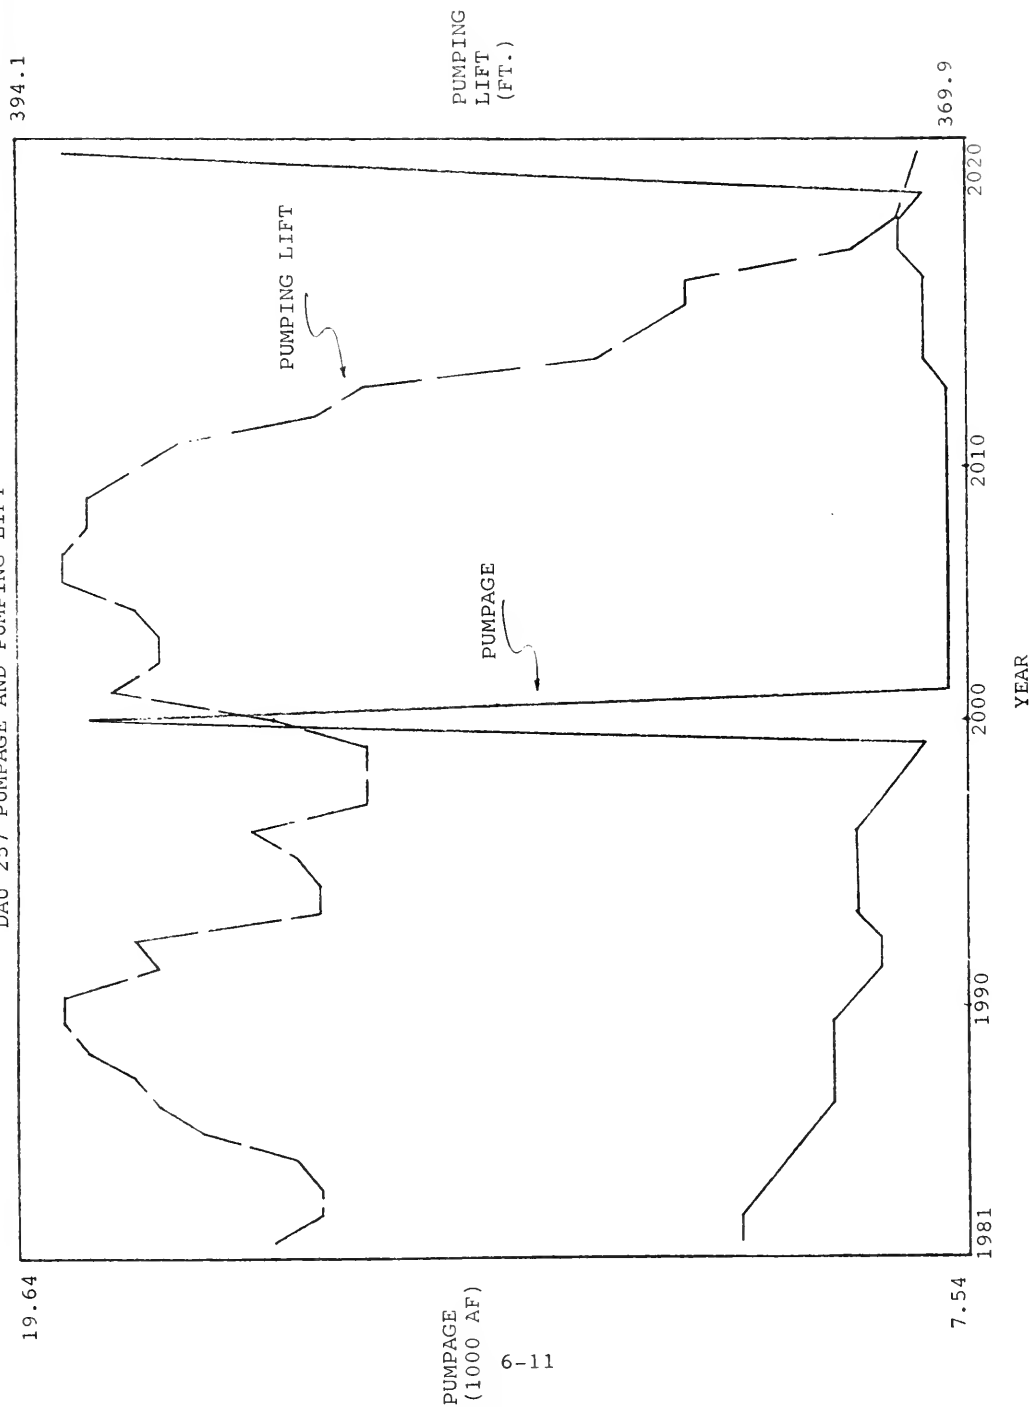 DAU 237 PUMPAGE AND PUMPING LIFT
19.64
394.1
PUMPAGE
(1000 AF)
PUMPING
LIFT
(FT.)
PUMPING LIFT
PUMPAGE
7.54
369.9
1981
1990
2000
2010
2020
YEAR
6-11